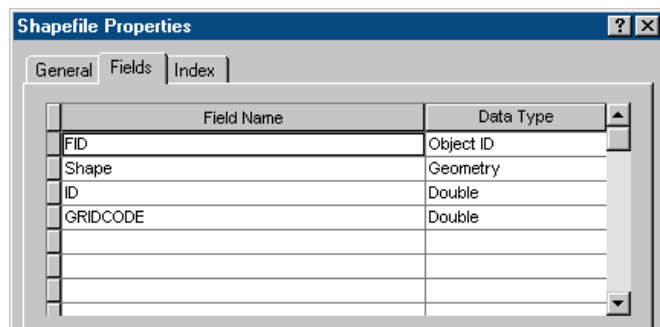 Shapefile Properties
General Fields Index
Field Name Data Type
FID Object ID
Shape Geometry
ID Double
GRIDCODE Double